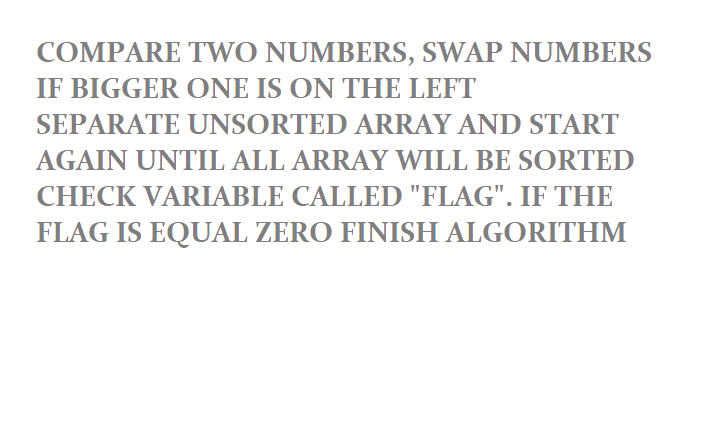 COMPARE TWO NUMBERS, SWAP NUMBERS
IF BIGGER ONE IS ON THE LEFT
SEPARATE UNSORTED ARRAY AND START
AGAIN UNTIL ALL ARRAY WILL BE SORTED
CHECK VARIABLE CALLED "FLAG". IF THE
FLAG IS EQUAL ZERO FINISH ALGORITHM